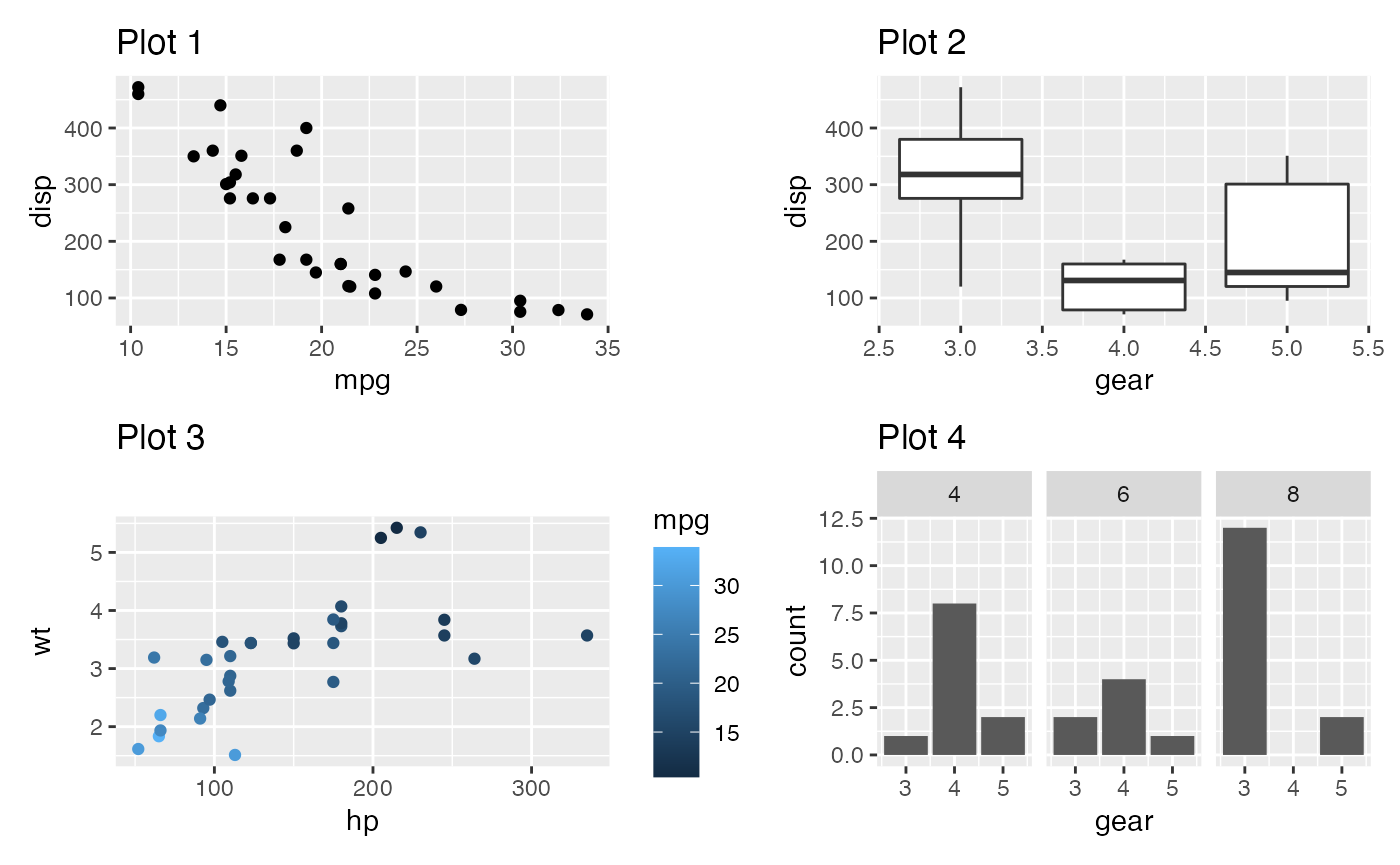 Plot 1
400
300
200
100
disp
10 15 20 25 30 35
mpg
Plot 2
400
300
200
100
disp
2.5 3.0 3.5 4.0 4.5 5.0 5.5
gear
Plot 3
5
4
3
2
wt
100 200 300
hp
mpg
30
25
20
15
Plot 4
4 6 8
12.5
10.0
7.5
5.0
2.5
0.0
count
3 4 5 3 4 5 3 4 5
gear